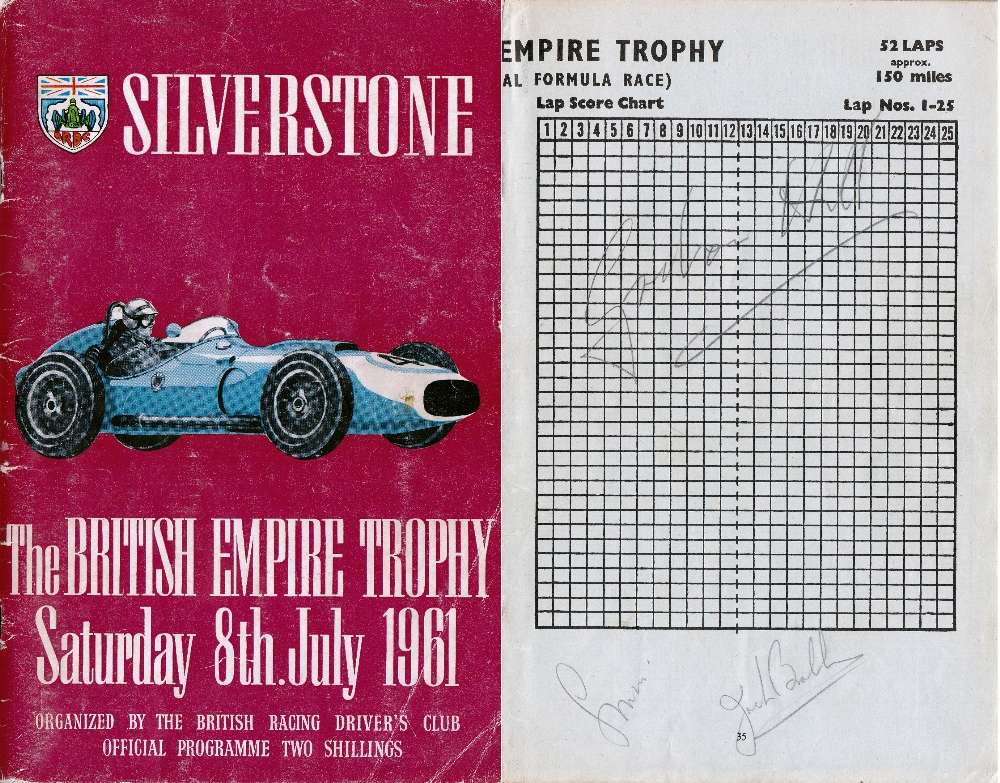 BRDC
SILVERSTONE
The BRITISH EMPIRE TROPHY
Saturday 8th. July 1961
ORGANIZED BY THE BRITISH RACING DRIVER'S CLUB
OFFICIAL PROGRAMME TWO SHILLINGS
EMPIRE TROPHY
AL FORMULA RACE)
52 LAPS
approx.
150 miles
Lap Score Chart
Lap Nos. 1-25
1 2 3 4 5 6 7 8 9 10 11 12 13 14 15 16 17 18 19 20 21 22 23 24 25
Graham Hill
35